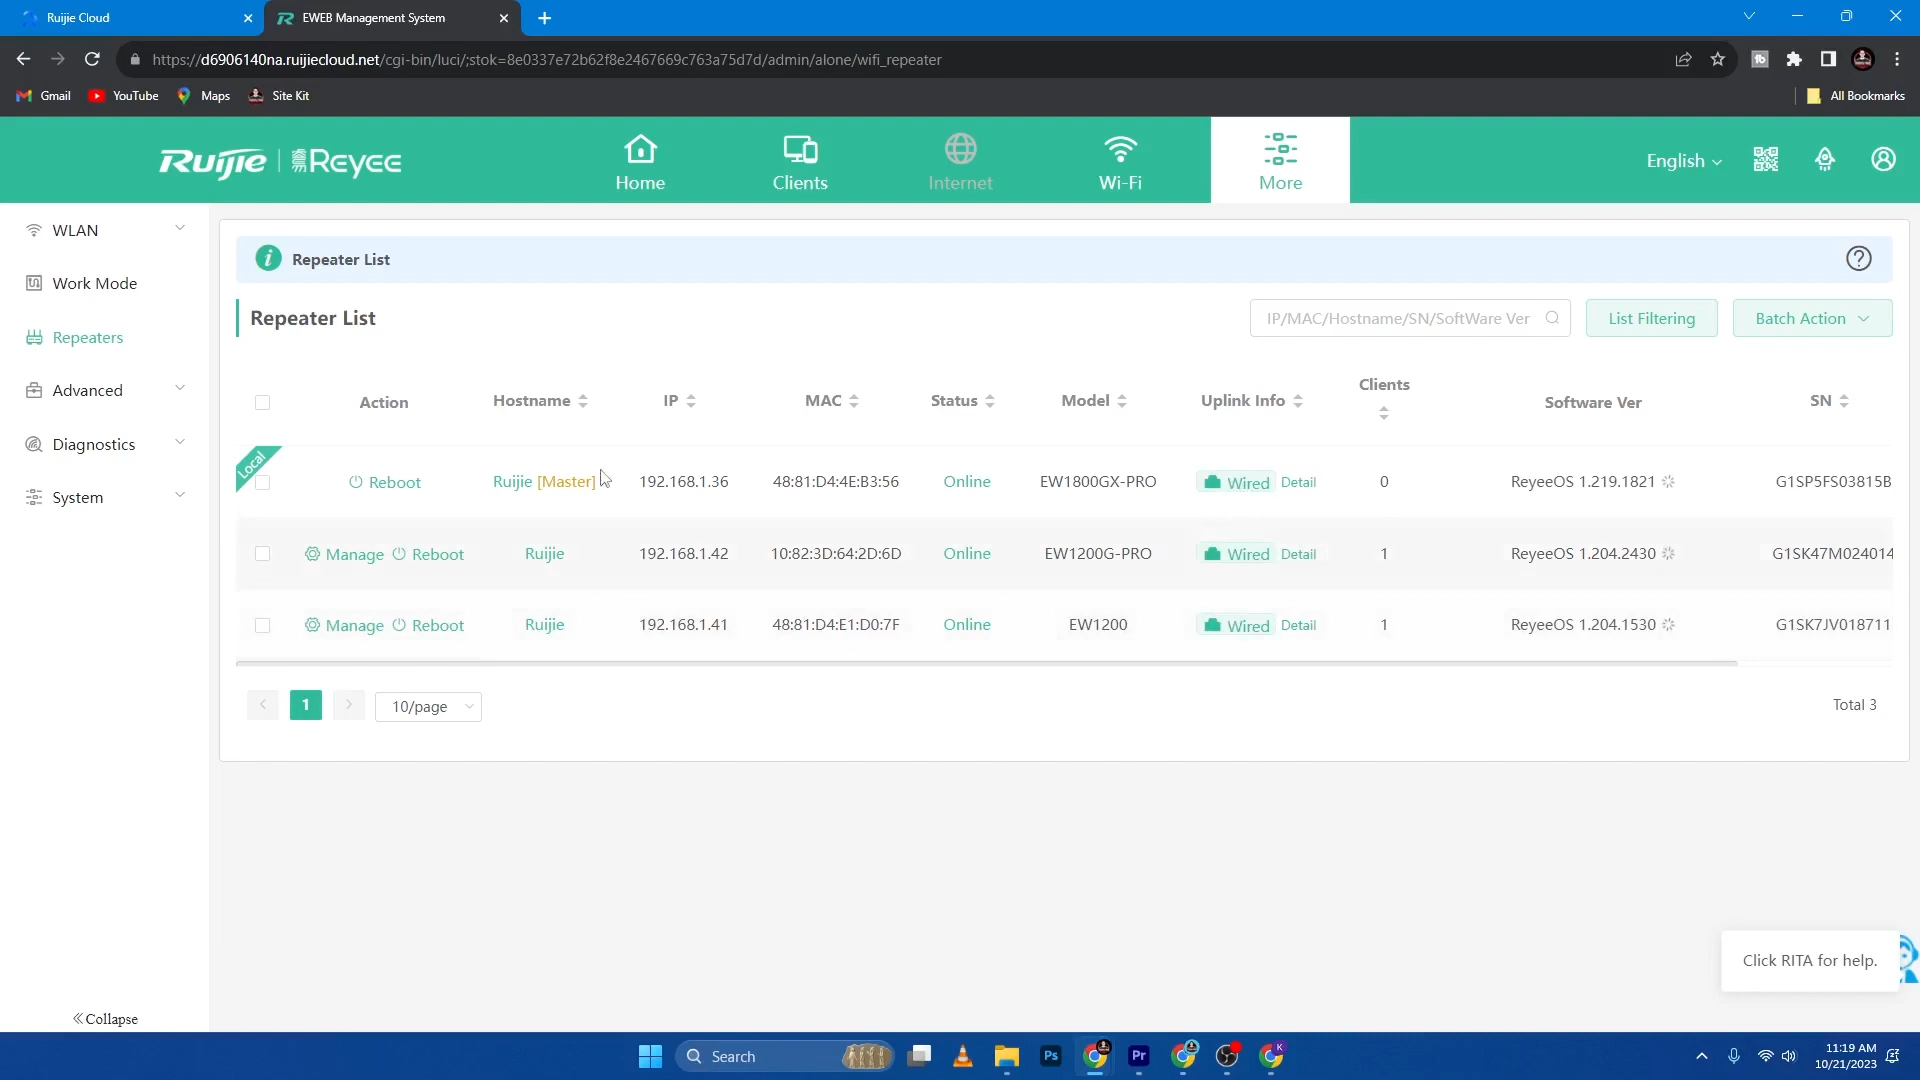 Ruijie Cloud
EWEB Management System
https://d6906140na.ruijiecloud.net/cgi-bin/luci/;stok=8e0337e72b62f8e2467669c763a75d7d/admin/alone/wifi_repeater
Gmail YouTube Maps Site Kit All Bookmarks
Ruijie Reyee
Home Clients Internet Wi-Fi More English
WLAN
Work Mode
Repeaters
Advanced
Diagnostics
System
Collapse
i Repeater List ?
Repeater List IP/MAC/Hostname/SN/SoftWare Ver List Filtering Batch Action
Action Hostname IP MAC Status Model Uplink Info Clients Software Ver SN
Local Reboot Ruijie [Master] 192.168.1.36 48:81:D4:4E:B3:56 Online EW1800GX-PRO Wired Detail 0 ReyeeOS 1.219.1821 G1SP5FS03815B
Manage Reboot Ruijie 192.168.1.42 10:82:3D:64:2D:6D Online EW1200G-PRO Wired Detail 1 ReyeeOS 1.204.2430 G1SK47M024014
Manage Reboot Ruijie 192.168.1.41 48:81:D4:E1:D0:7F Online EW1200 Wired Detail 1 ReyeeOS 1.204.1530 G1SK7JV018711
1 10/page Total 3
Click RITA for help.
Search Ps Pr K
11:19 AM
10/21/2023